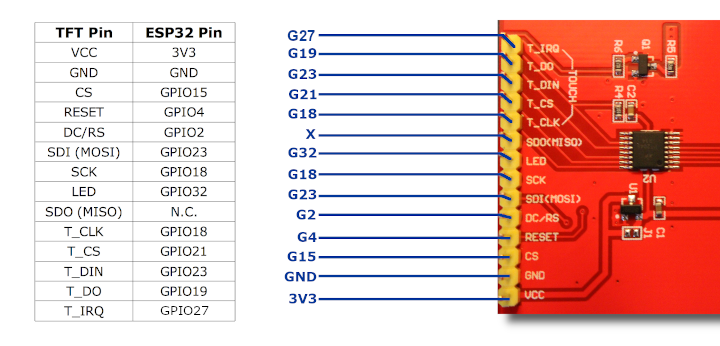 TFT Pin ESP32 Pin
VCC 3V3
GND GND
CS GPIO15
RESET GPIO4
DC/RS GPIO2
SDI (MOSI) GPIO23
SCK GPIO18
LED GPIO32
SDO (MISO) N.C.
T_CLK GPIO18
T_CS GPIO21
T_DIN GPIO23
T_DO GPIO19
T_IRQ GPIO27
G27
G19
G23
G21
G18
X
G32
G18
G23
G2
G4
G15
GND
3V3
T_IRQ
T_DO
T_DIN
T_CS
T_CLK
SDO(MISO)
LED
SCK
SDI(MOSI)
DC/RS
RESET
CS
GND
VCC
TOUCH
R6
Q1
R5
R4
C2
U2
U1
J1
C1